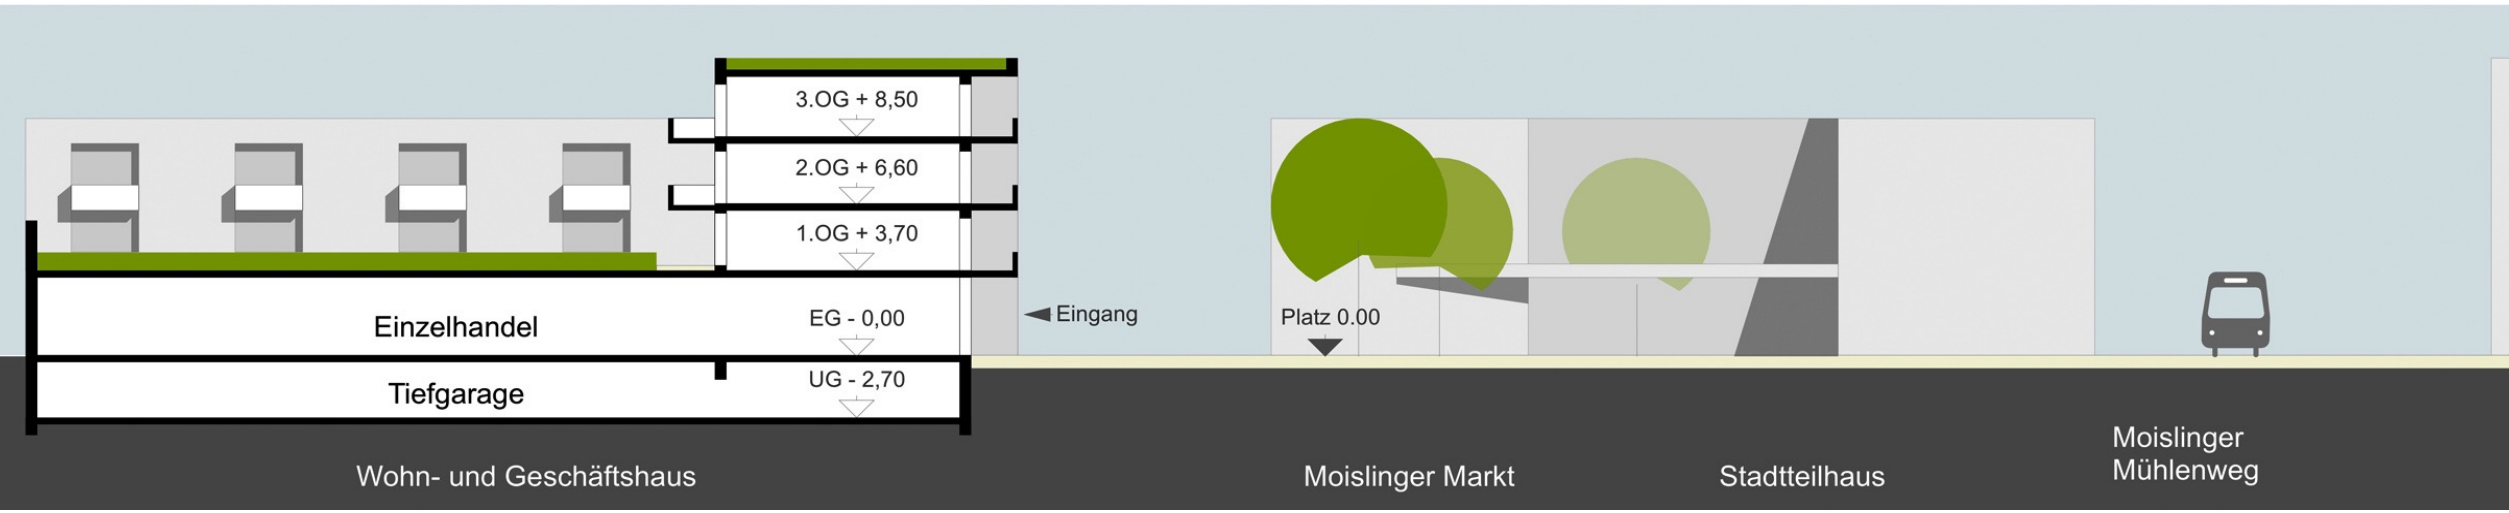 3.OG + 8,50
2.OG + 6,60
1.OG + 3,70
Einzelhandel
EG - 0,00
Eingang
Platz 0.00
Tiefgarage
UG - 2,70
Wohn- und Geschäftshaus
Moislinger Markt
Stadtteilhaus
Moislinger
Mühlenweg